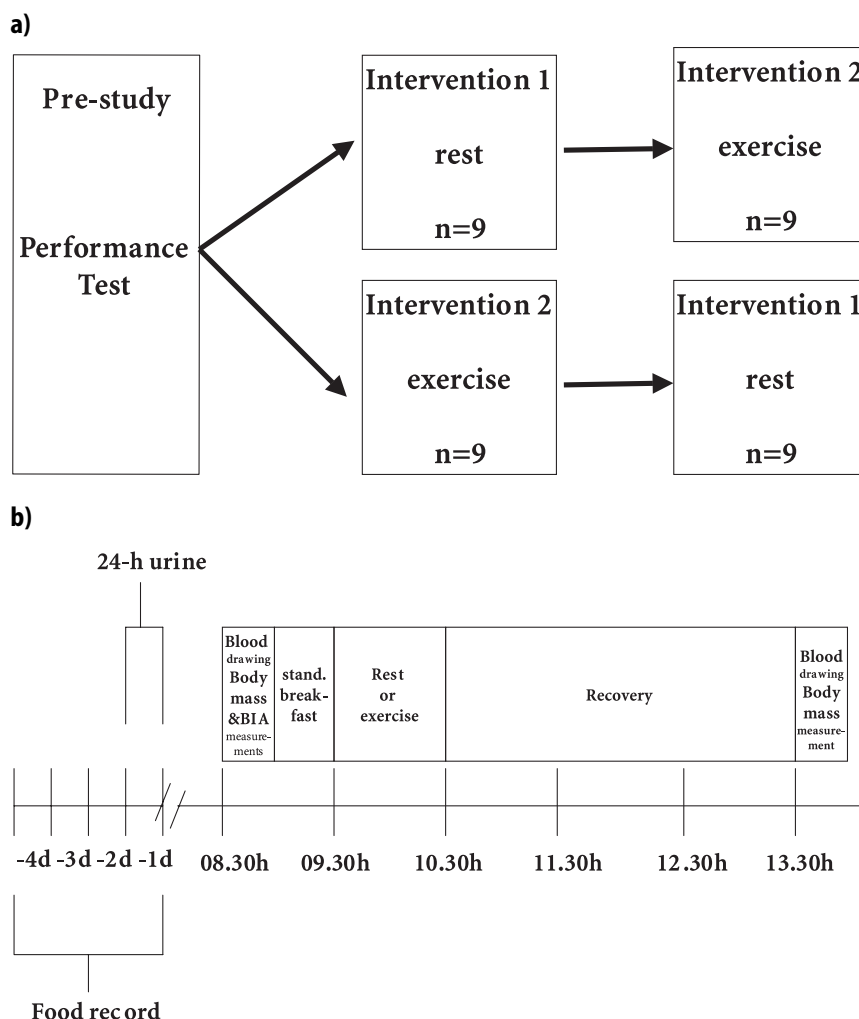 a)
Pre-study
Performance
Test
Intervention 1
rest
n=9
Intervention 2
exercise
n=9
Intervention 2
exercise
n=9
Intervention 1
rest
n=9
b)
24-h urine
Blood
drawing
Body
mass
&BIA
measure-
ments
stand.
break-
fast
Rest
or
exercise
Recovery
Blood
drawing
Body
mass
measure-
ment
-4d -3d -2d -1d 08.30h 09.30h 10.30h 11.30h 12.30h 13.30h
Food record